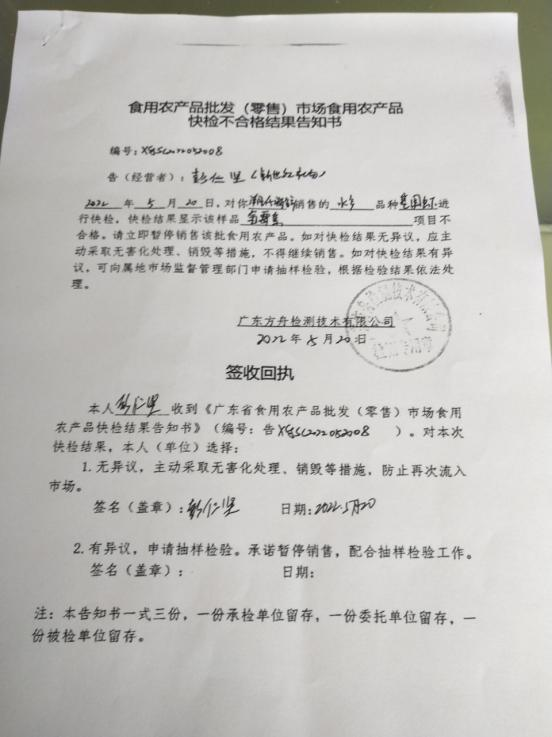 食用农产品批发（零售）市场食用农产品
快检不合格结果告知书
编号：
告（经营者）：彭仁坚
2022 年 5 月 20 日，对你 销售的 水产 品种 进
行快检，快检结果显示该样品 项目不
合格。请立即暂停销售该批食用农产品。如对快检结果无异议，应主
动采取无害化处理、销毁等措施，不得继续销售。如对快检结果有异
议，可向属地市场监督管理部门申请抽样检验，根据检验结果依法处
理。
广东方舟检测技术有限公司
2022年5月20日
签收回执
本人彭仁坚 收到《广东省食用农产品批发（零售）市场食用
农产品快检结果告知书》（编号：告 ）。对本次
快检结果，本人（单位）选择：
1. 无异议，主动采取无害化处理、销毁等措施，防止再次流入
市场。
签名（盖章）：彭仁坚 日期：2022.5月20
2. 有异议，申请抽样检验。承诺暂停销售，配合抽样检验工作。
签名（盖章）： 日期：
注：本告知书一式三份，一份承检单位留存，一份委托单位留存，一
份被检单位留存。